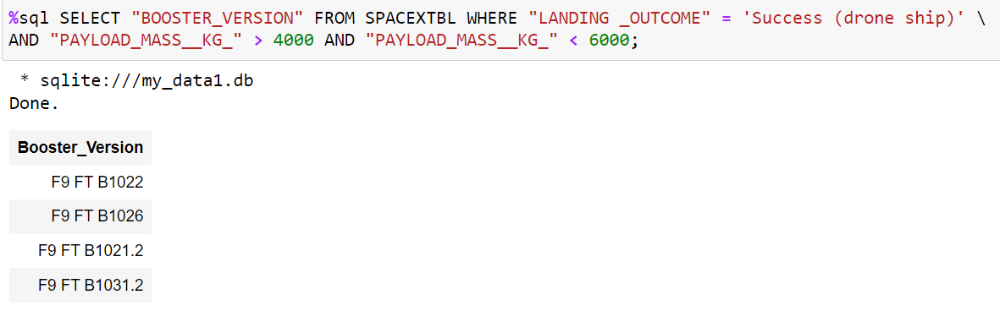 %sql SELECT "BOOSTER_VERSION" FROM SPACEXTBL WHERE "LANDING _OUTCOME" = 'Success (drone ship)' \
AND "PAYLOAD_MASS__KG_" > 4000 AND "PAYLOAD_MASS__KG_" < 6000;
* sqlite:///my_data1.db
Done.
Booster_Version
F9 FT B1022
F9 FT B1026
F9 FT B1021.2
F9 FT B1031.2